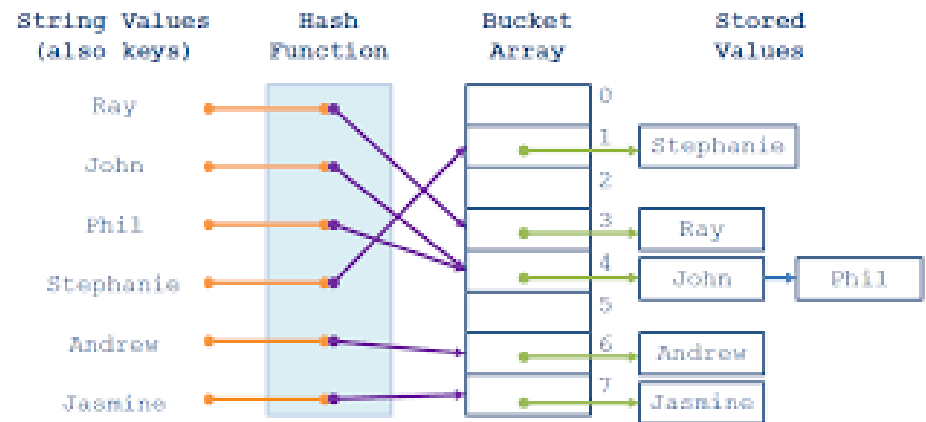 String Values
(also keys)
Hash
Function
Bucket
Array
Stored
Values
Ray
John
Phil
Stephanie
Andrew
Jasmine
0
1
2
3
4
5
6
7
Stephanie
Ray
John
Phil
Andrew
Jasmine